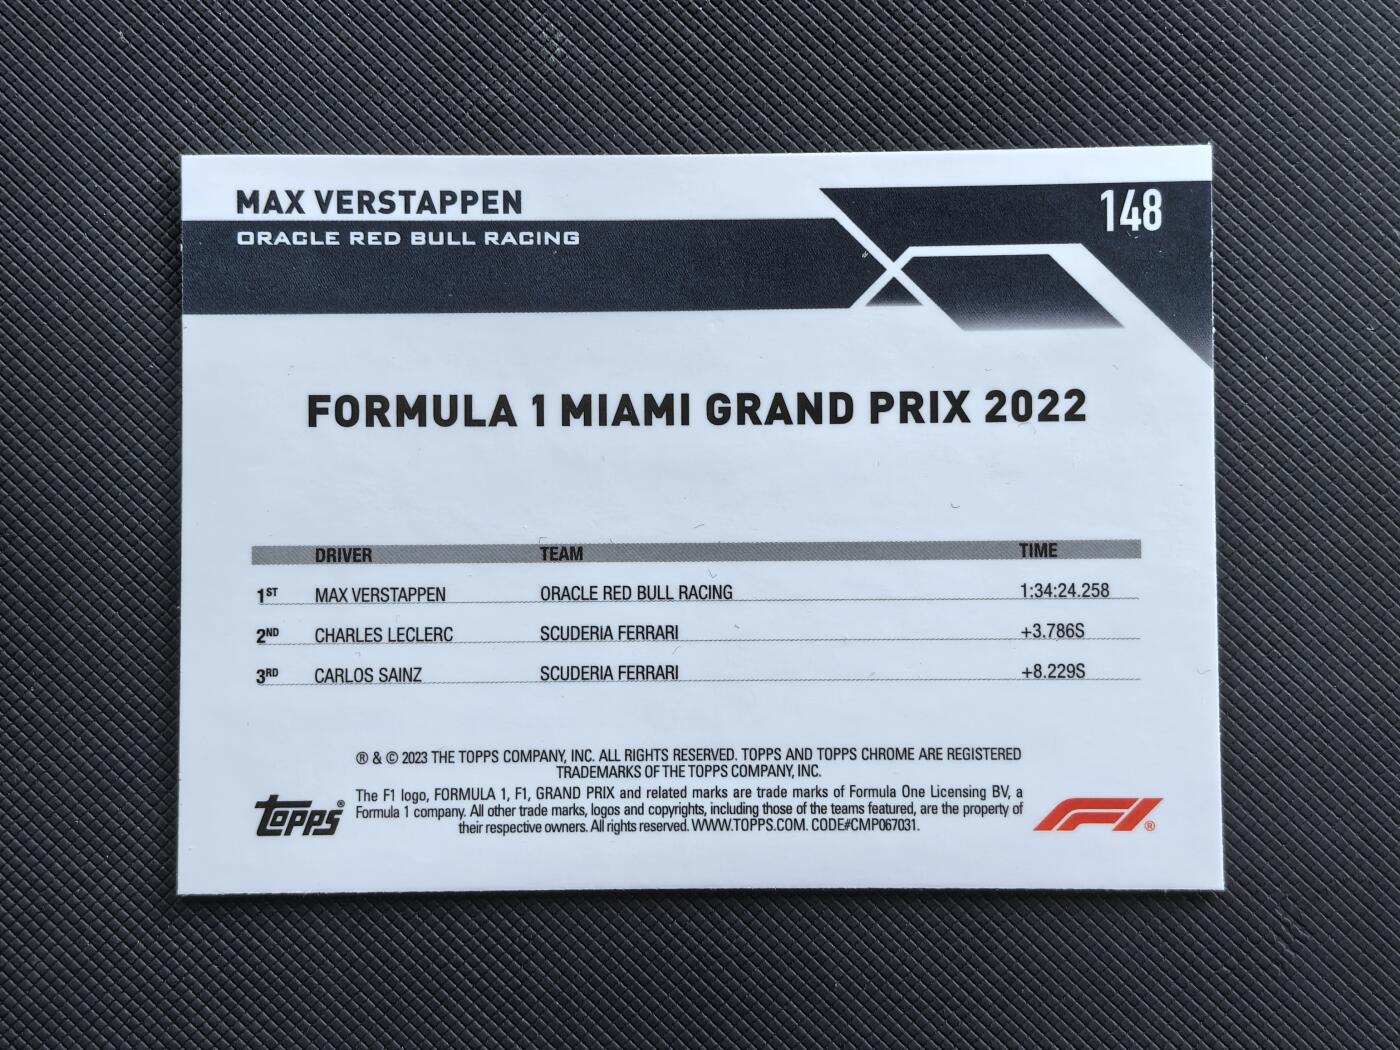 MAX VERSTAPPEN
148
ORACLE RED BULL RACING
FORMULA 1 MIAMI GRAND PRIX 2022
DRIVER TEAM TIME
1ST MAX VERSTAPPEN ORACLE RED BULL RACING 1:34:24.258
2ND CHARLES LECLERC SCUDERIA FERRARI +3.786S
3RD CARLOS SAINZ SCUDERIA FERRARI +8.229S
® & © 2023 THE TOPPS COMPANY, INC. ALL RIGHTS RESERVED. TOPPS AND TOPPS CHROME ARE REGISTERED
TRADEMARKS OF THE TOPPS COMPANY, INC.
The F1 logo, FORMULA 1, F1, GRAND PRIX and related marks are trade marks of Formula One Licensing BV, a
Formula 1 company. All other trade marks, logos and copyrights, including those of the teams featured, are the property of
their respective owners. All rights reserved. WWW.TOPPS.COM. CODE#CMP067031.
topps®
F1®